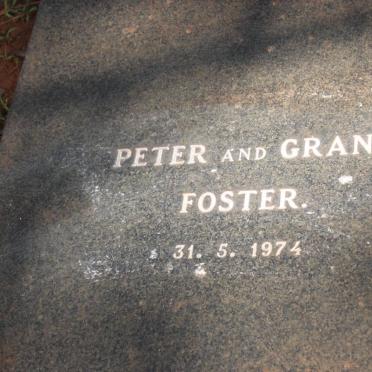 PETER AND GRAN
FOSTER.
31. 5. 1974